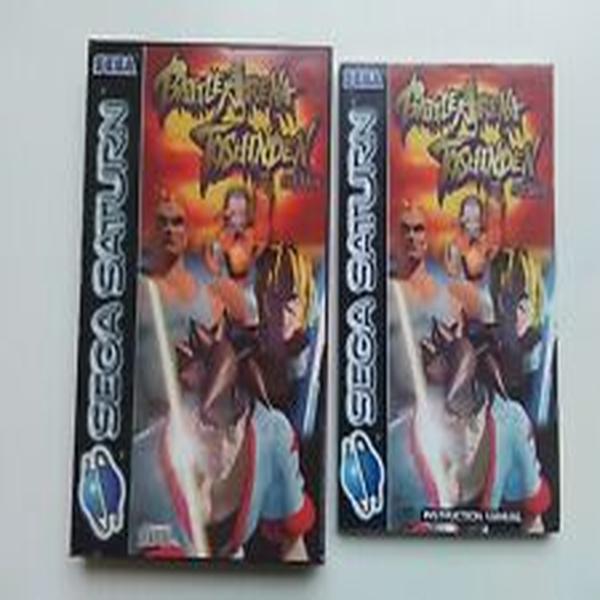 SEGA
SEGA SATURN
BATTLE ARENA
TOSHINDEN
SEGA
SEGA SATURN
BATTLE ARENA
TOSHINDEN
INSTRUCTION MANUAL